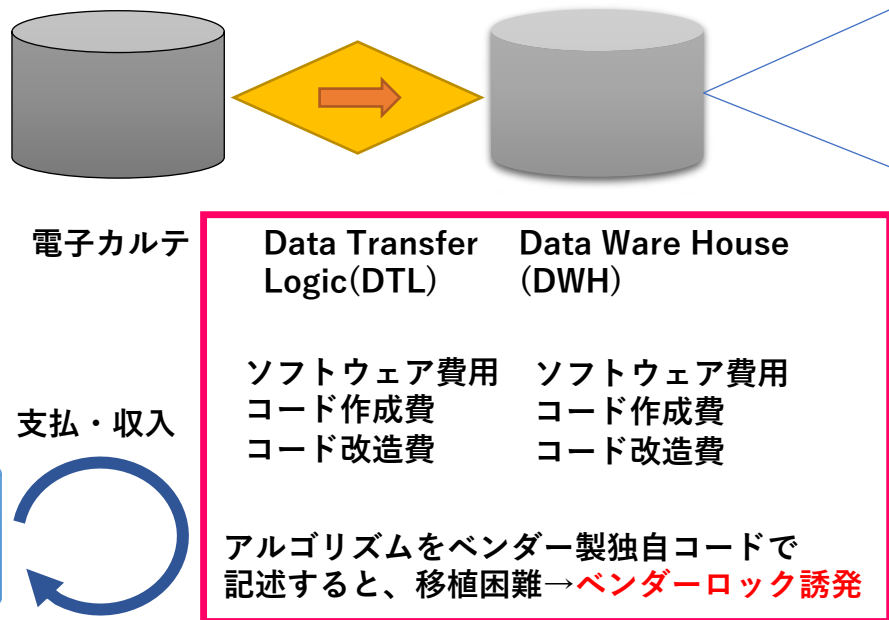 電子カルテ
Data Transfer
Logic(DTL)
Data Ware House
(DWH)
ソフトウェア費用
コード作成費
コード改造費
ソフトウェア費用
コード作成費
コード改造費
支払・収入
アルゴリズムをベンダー製独自コードで
記述すると、移植困難→ベンダーロック誘発